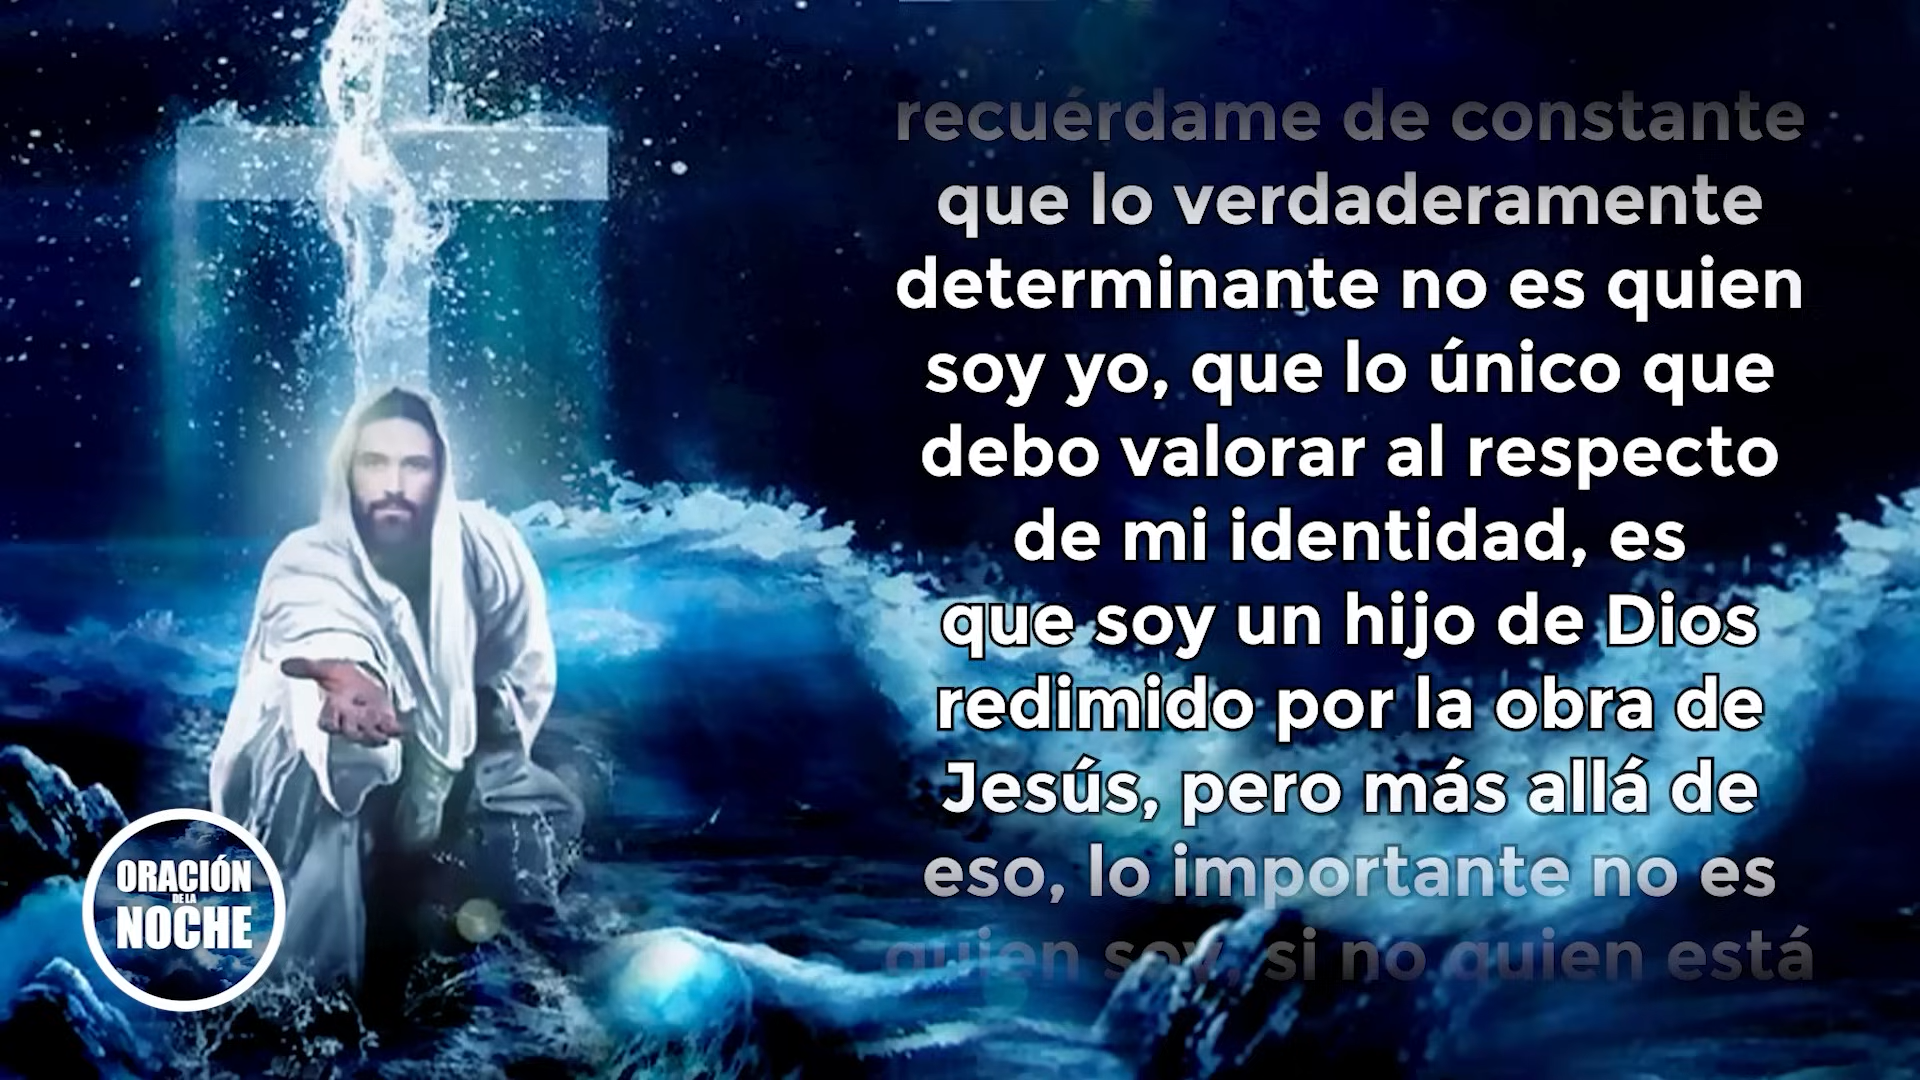 recuérdame de constante
que lo verdaderamente
determinante no es quien
soy yo, que lo único que
debo valorar al respecto
de mi identidad, es
que soy un hijo de Dios
redimido por la obra de
Jesús, pero más allá de
eso, lo importante no es
quien soy, si no quien está
ORACIÓN
DE LA
NOCHE